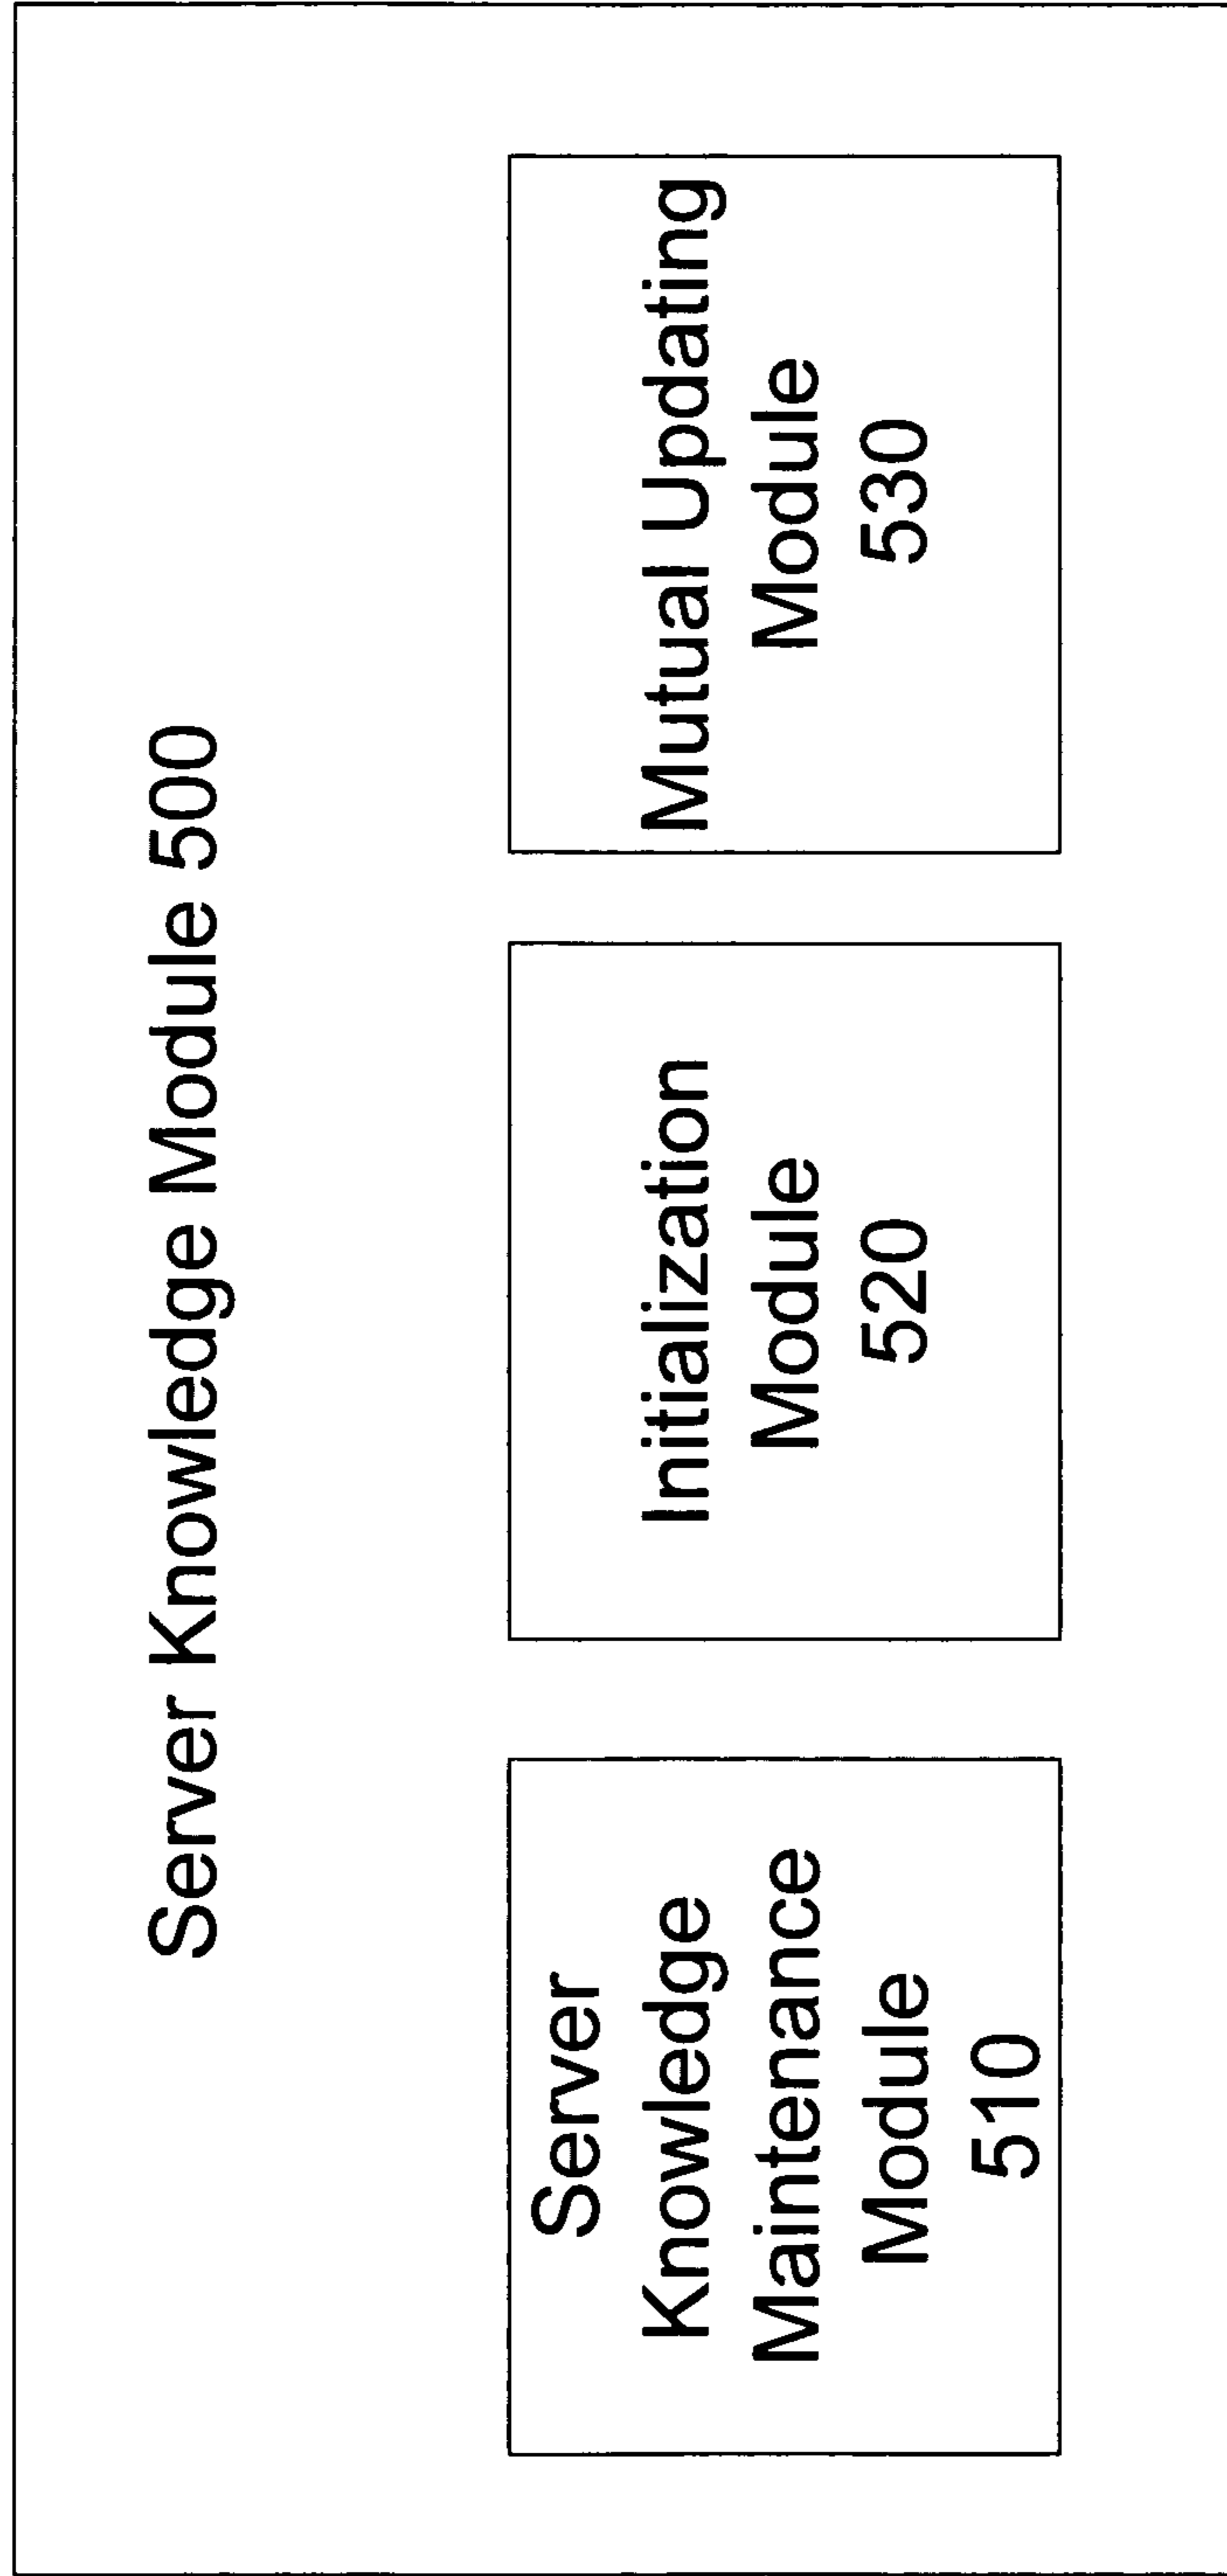 Server Knowledge Module 500
Server
Knowledge
Maintenance
Module
510
Initialization
Module
520
Mutual Updating
Module
530